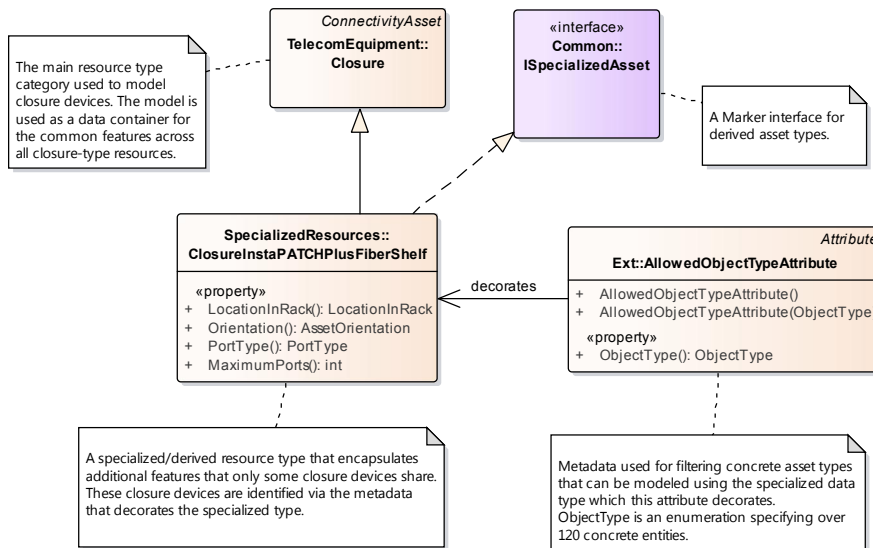 ConnectivityAsset
TelecomEquipment::
Closure
«interface»
Common::
ISpecializedAsset
The main resource type
category used to model
closure devices. The model is
used as a data container for
the common features across
all closure-type resources.
A Marker interface for
derived asset types.
SpecializedResources::
ClosureInstaPATCHPlusFiberShelf
«property»
+ LocationInRack(): LocationInRack
+ Orientation(): AssetOrientation
+ PortType(): PortType
+ MaximumPorts(): int
decorates
Attribute
Ext::AllowedObjectTypeAttribute
+ AllowedObjectTypeAttribute()
+ AllowedObjectTypeAttribute(ObjectType
«property»
+ ObjectType(): ObjectType
A specialized/derived resource type that encapsulates
additional features that only some closure devices share.
These closure devices are identified via the metadata
that decorates the specialized type.
Metadata used for filtering concrete asset types
that can be modeled using the specialized data
type which this attribute decorates.
ObjectType is an enumeration specifying over
120 concrete entities.